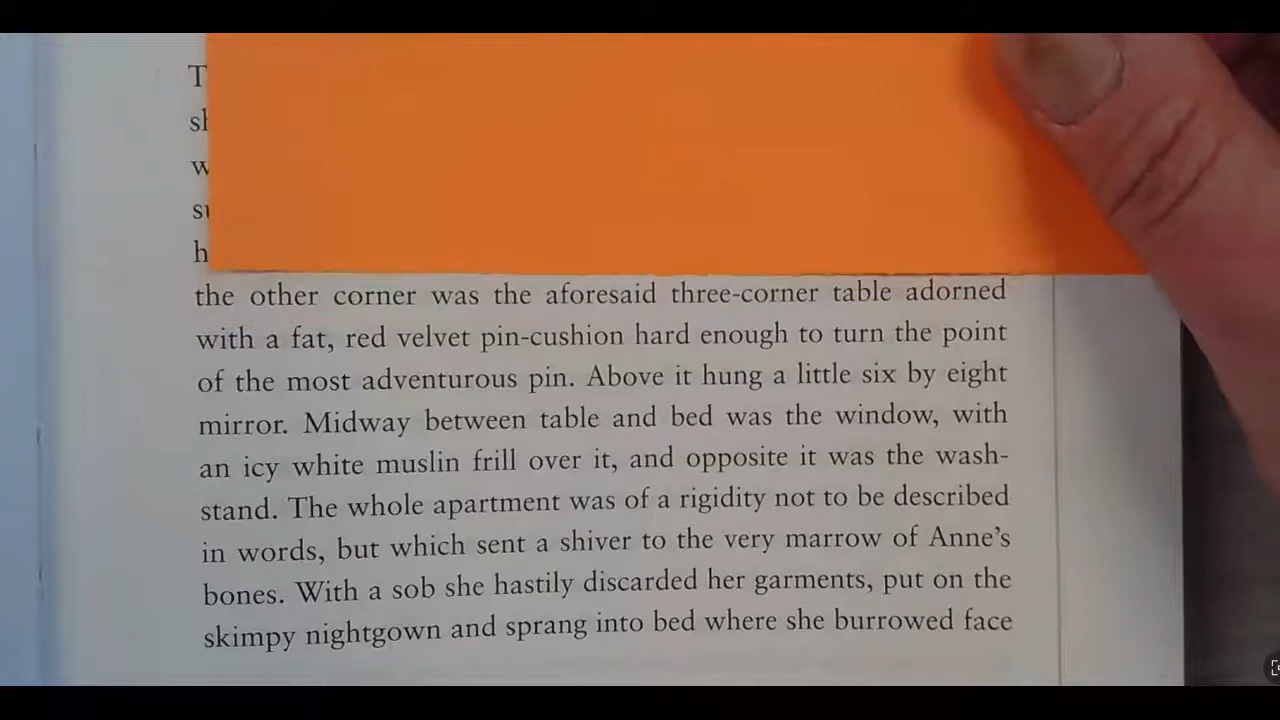 the other corner was the aforesaid three-corner table adorned
with a fat, red velvet pin-cushion hard enough to turn the point
of the most adventurous pin. Above it hung a little six by eight
mirror. Midway between table and bed was the window, with
an icy white muslin frill over it, and opposite it was the wash-
stand. The whole apartment was of a rigidity not to be described
in words, but which sent a shiver to the very marrow of Anne’s
bones. With a sob she hastily discarded her garments, put on the
skimpy nightgown and sprang into bed where she burrowed face